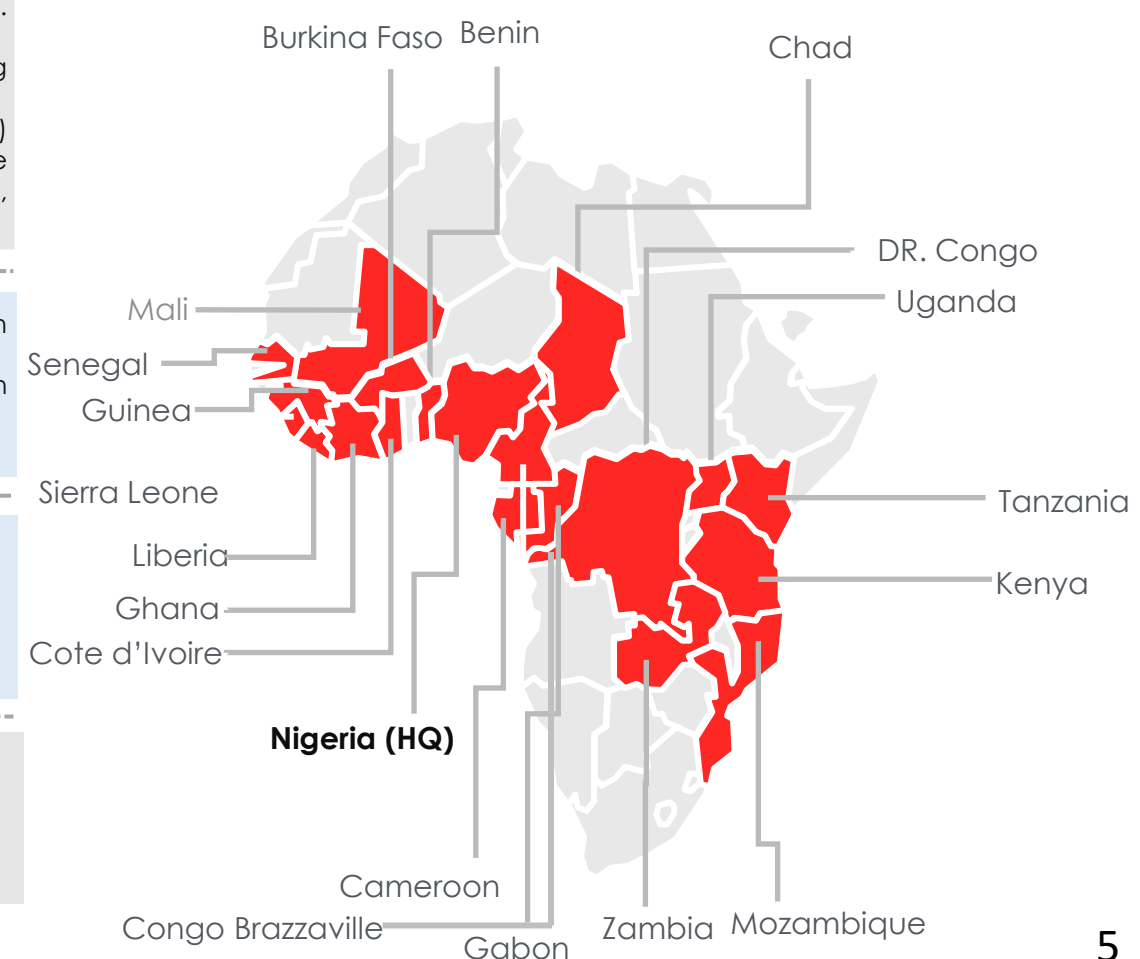 Burkina Faso
Benin
Chad
g
)
e
,
DR. Congo
Uganda
Mali
n
Senegal
n
Guinea
Sierra Leone
Tanzania
Liberia
Kenya
Ghana
Cote d’Ivoire
Nigeria (HQ)
Cameroon
Congo Brazzaville
Gabon
Zambia
Mozambique
5